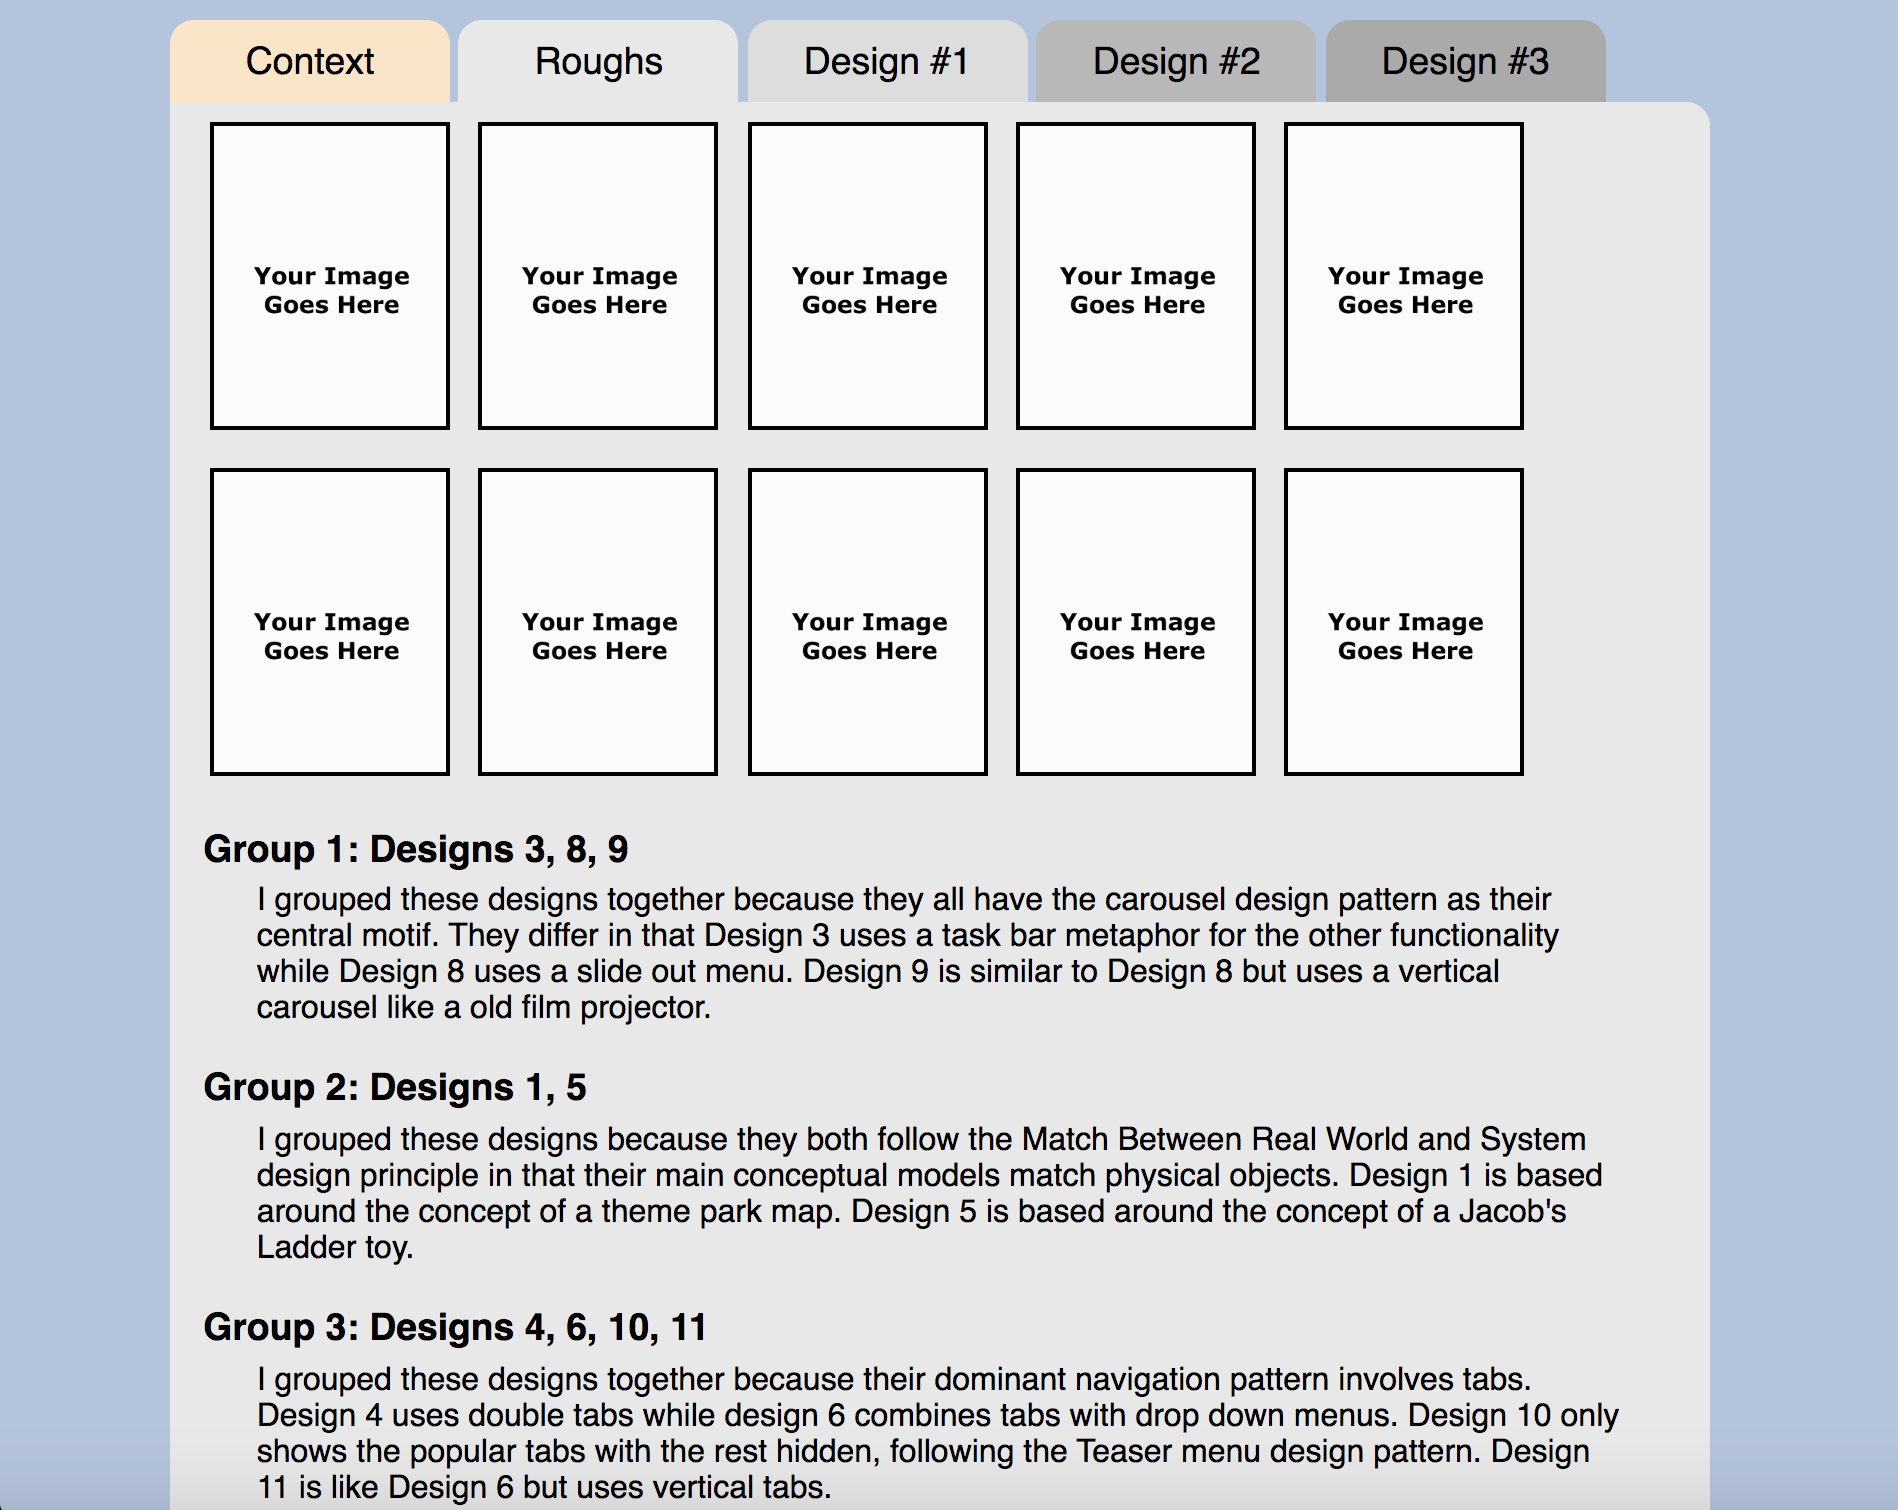 Context Roughs Design #1 Design #2 Design #3
Your Image Your Image Your Image Your Image Your Image
Goes Here Goes Here Goes Here Goes Here Goes Here
Your Image Your Image Your Image Your Image Your Image
Goes Here Goes Here Goes Here Goes Here Goes Here
Group 1: Designs 3, 8, 9
I grouped these designs together because they all have the carousel design pattern as their
central motif. They differ in that Design 3 uses a task bar metaphor for the other functionality
while Design 8 uses a slide out menu. Design 9 is similar to Design 8 but uses a vertical
carousel like a old film projector.
Group 2: Designs 1, 5
I grouped these designs because they both follow the Match Between Real World and System
design principle in that their main conceptual models match physical objects. Design 1 is based
around the concept of a theme park map. Design 5 is based around the concept of a Jacob's
Ladder toy.
Group 3: Designs 4, 6, 10, 11
I grouped these designs together because their dominant navigation pattern involves tabs.
Design 4 uses double tabs while design 6 combines tabs with drop down menus. Design 10 only
shows the popular tabs with the rest hidden, following the Teaser menu design pattern. Design
11 is like Design 6 but uses vertical tabs.